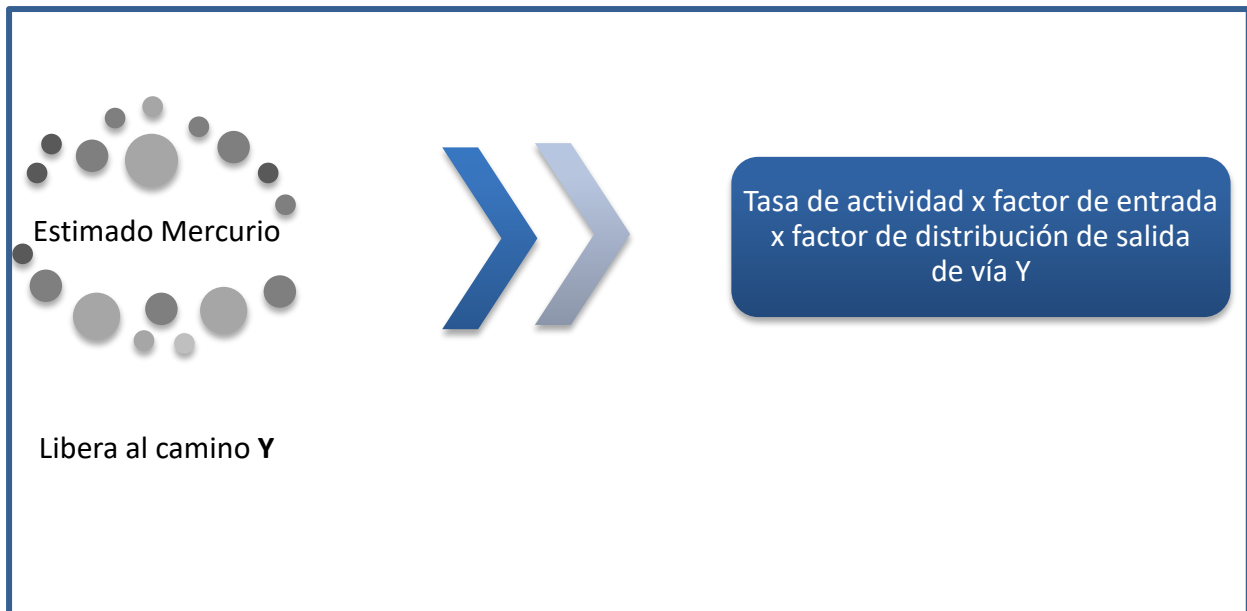 Estimado Mercurio
Libera al camino Y
Tasa de actividad x factor de entrada
x factor de distribución de salida
de vía Y